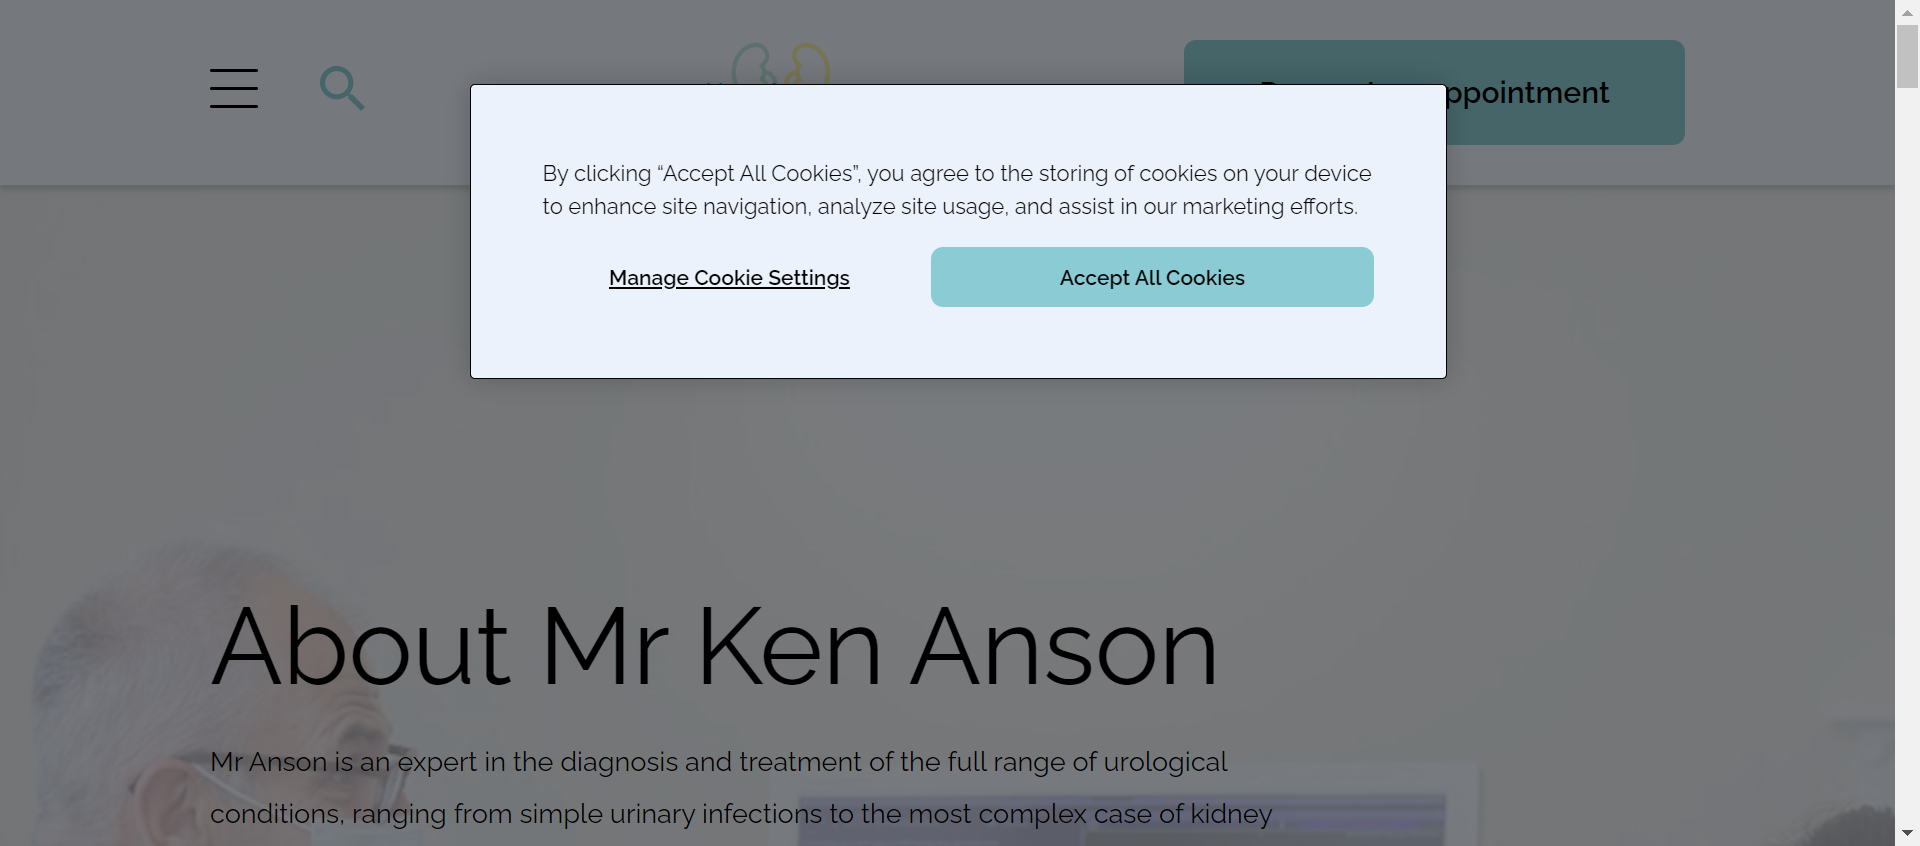 ppointment
By clicking “Accept All Cookies”, you agree to the storing of cookies on your device
to enhance site navigation, analyze site usage, and assist in our marketing efforts.
Manage Cookie Settings
Accept All Cookies
About Mr Ken Anson
Mr Anson is an expert in the diagnosis and treatment of the full range of urological
conditions, ranging from simple urinary infections to the most complex case of kidney